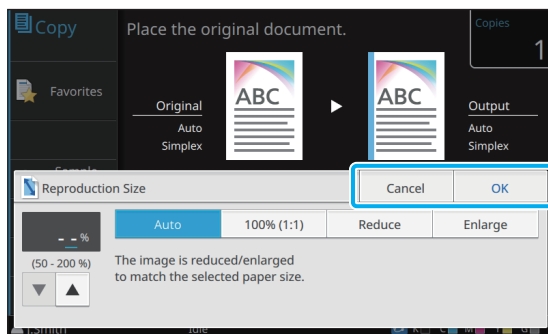 Copy
Place the original document.
Copies
1
Favorites
ABC
ABC
Original
Auto
Simplex
Output
Auto
Simplex
Sample
Reproduction Size
Cancel
OK
- - %
Auto
100% (1:1)
Reduce
Enlarge
(50 - 200 %)
The image is reduced/enlarged
to match the selected paper size.
T.Smith
Idle
K
C
M
Y